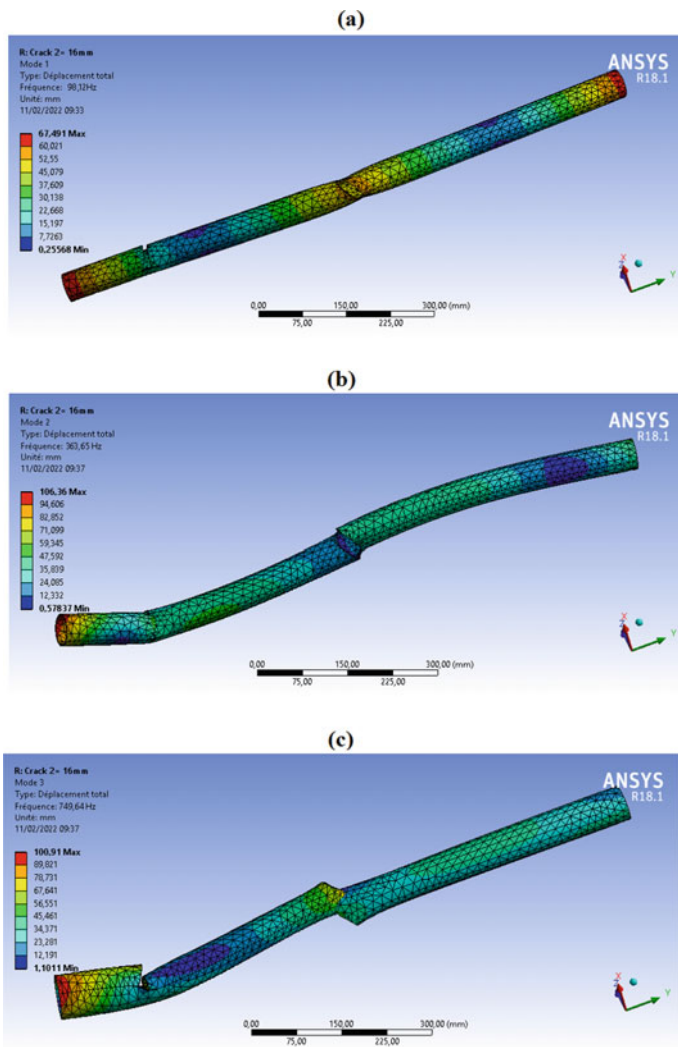 (a)
R: Crack 2= 16mm
Mode 1
Type: Déplacement total
Fréquence: 98,12Hz
Unité: mm
11/02/2022 09:33
67,491 Max
60,021
52,55
45,079
37,609
30,138
22,668
15,197
7,7263
0,25568 Min
ANSYS
R18.1
X
Z
Y
0,00 150,00 300,00 (mm)
75,00 225,00
(b)
R: Crack 2= 16mm
Mode 2
Type: Déplacement total
Fréquence: 363,65 Hz
Unité: mm
11/02/2022 09:37
106,36 Max
94,606
82,852
71,099
59,345
47,592
35,839
24,085
12,332
0,57837 Min
ANSYS
R18.1
X
Z
Y
0,00 150,00 300,00 (mm)
75,00 225,00
(c)
R: Crack 2= 16mm
Mode 3
Type: Déplacement total
Fréquence: 749,64 Hz
Unité: mm
11/02/2022 09:37
100,91 Max
89,821
78,731
67,641
56,551
45,461
34,371
23,281
12,191
1,1011 Min
ANSYS
R18.1
X
Z
Y
0,00 150,00 300,00 (mm)
75,00 225,00